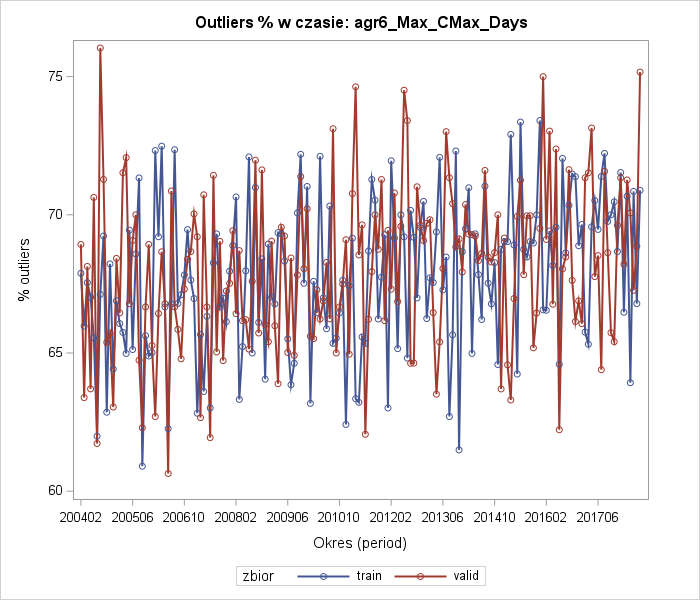 Outliers % w czasie: agr6_Max_CMax_Days
% outliers
75
70
65
60
200402 200506 200610 200802 200906 201010 201202 201306 201410 201602 201706
Okres (period)
zbior train valid